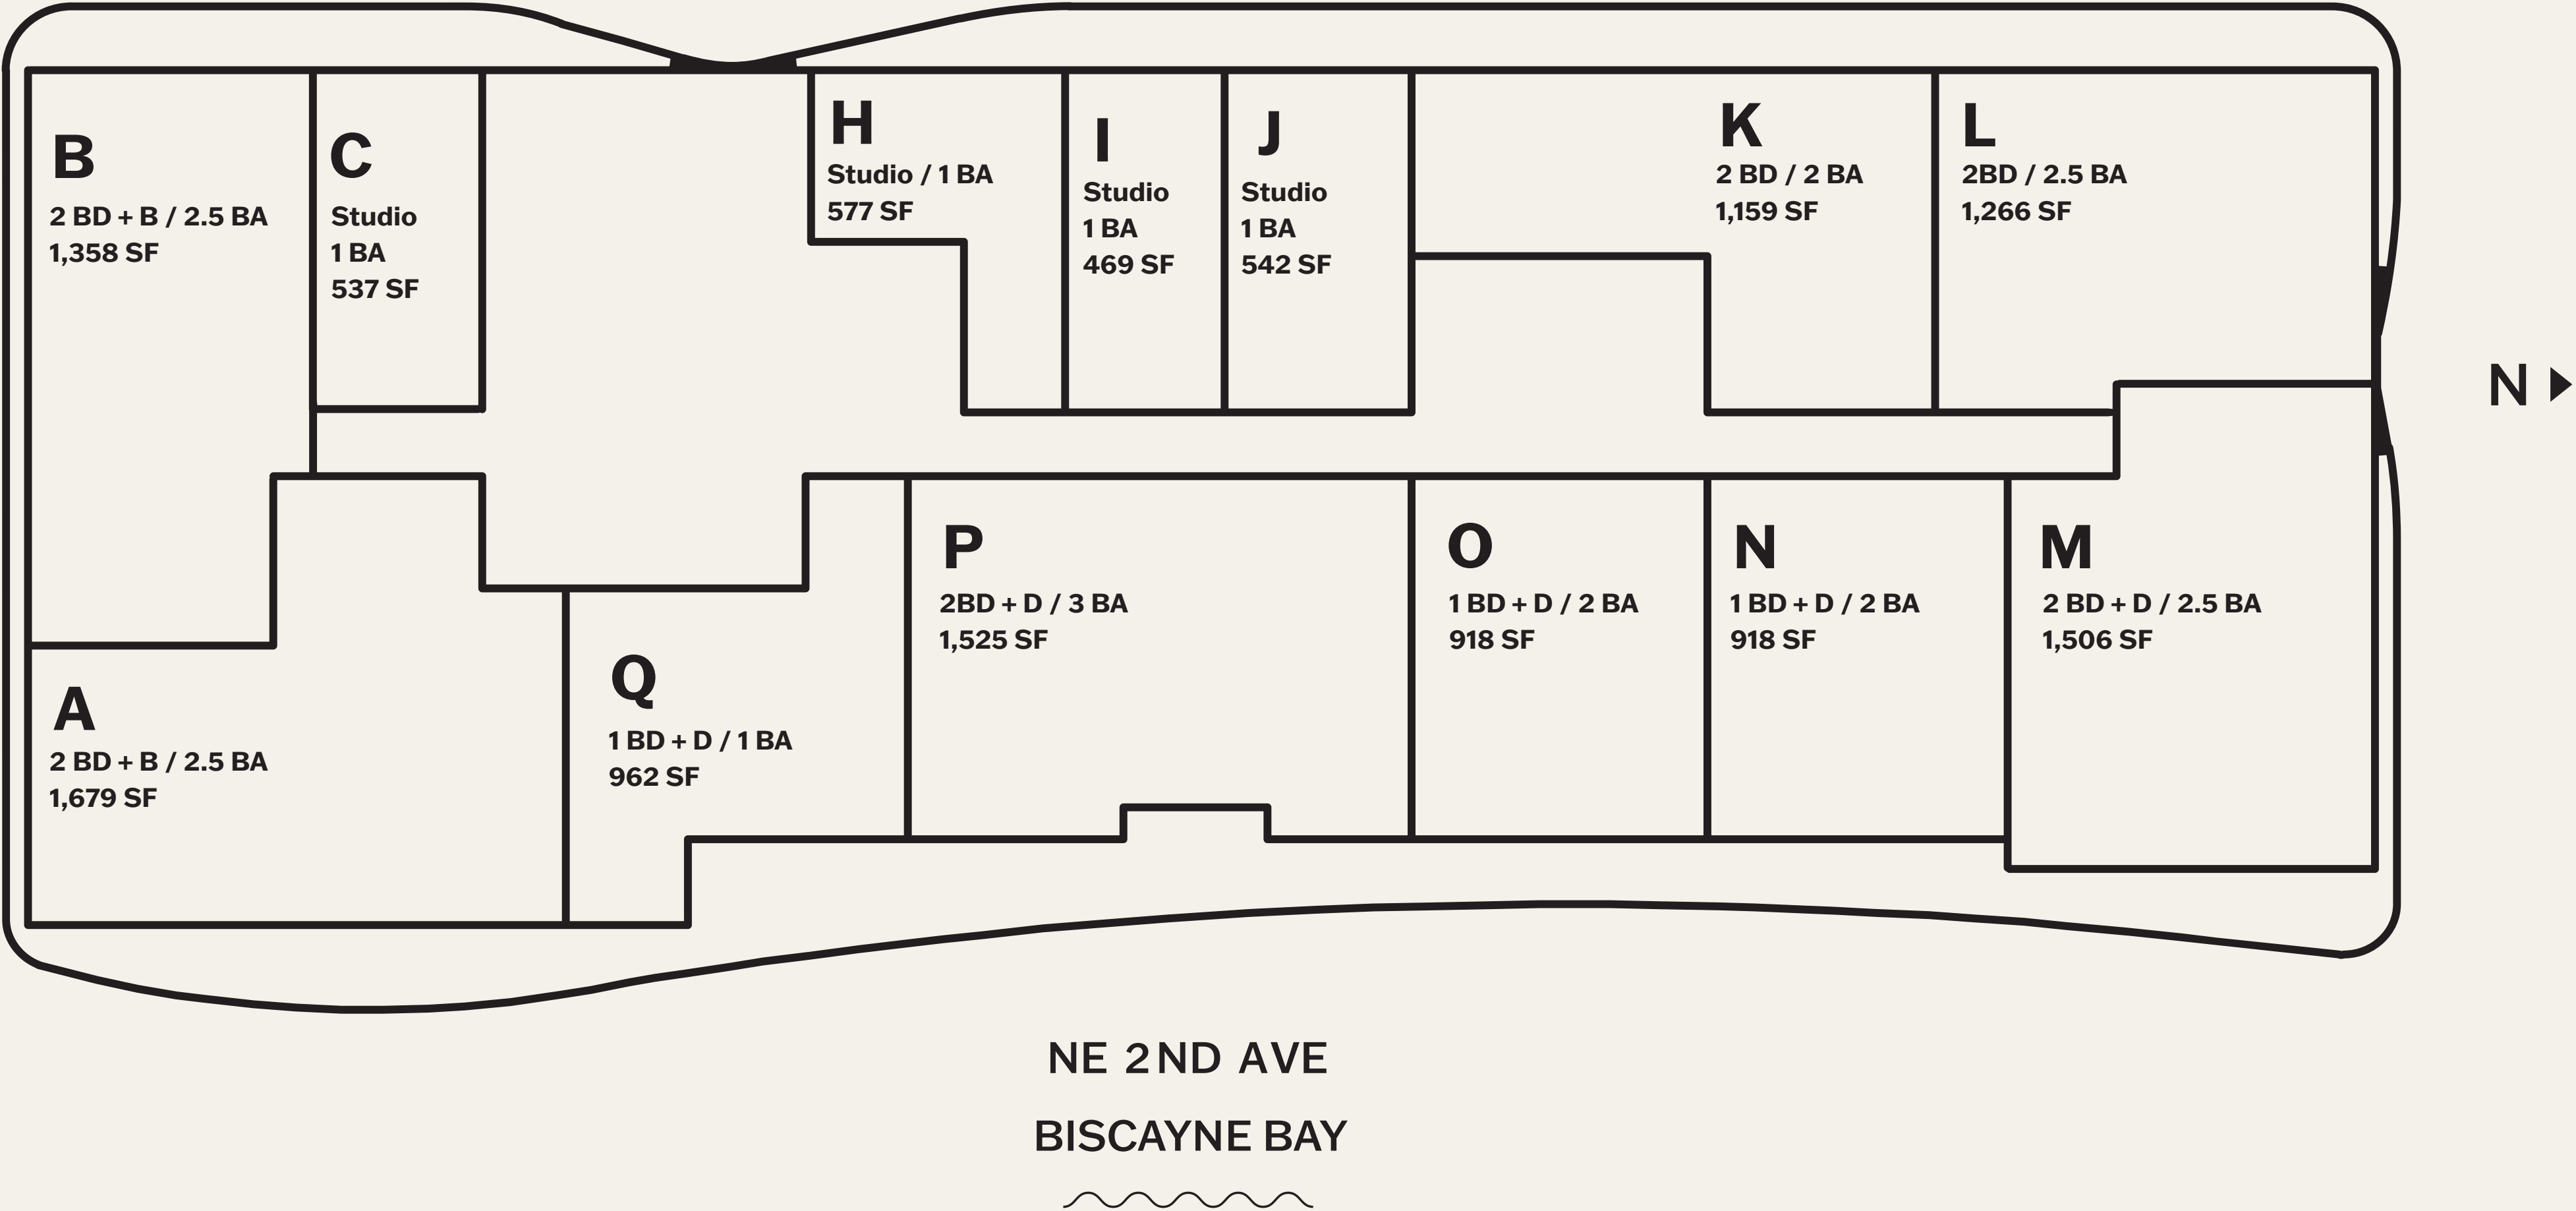 B
2 BD + B / 2.5 BA
1,358 SF
C
Studio
1 BA
537 SF
H
Studio / 1 BA
577 SF
I
Studio
1 BA
469 SF
J
Studio
1 BA
542 SF
K
2 BD / 2 BA
1,159 SF
L
2BD / 2.5 BA
1,266 SF
N
A
2 BD + B / 2.5 BA
1,679 SF
Q
1 BD + D / 1 BA
962 SF
P
2BD + D / 3 BA
1,525 SF
O
1 BD + D / 2 BA
918 SF
N
1 BD + D / 2 BA
918 SF
M
2 BD + D / 2.5 BA
1,506 SF
NE 2ND AVE
BISCAYNE BAY